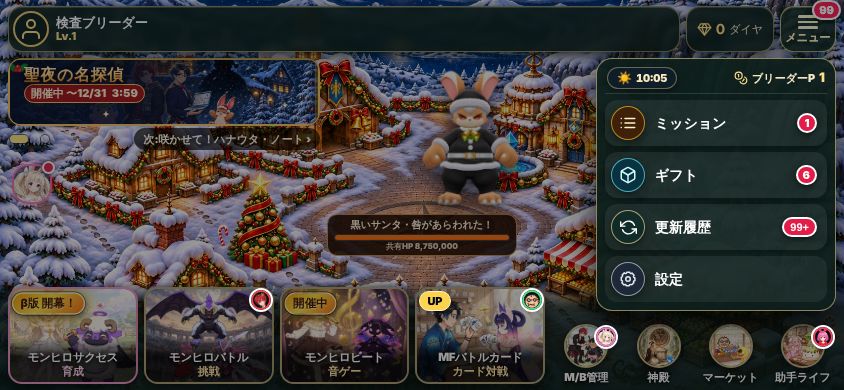 検査ブリーダー
Lv.1
0 ダイヤ
99
メニュー
聖夜の名探偵
開催中 〜12/31 3:59
次:咲かせて！ハナウタ・ノート ›
10:05
ブリーダーP 1
ミッション
1
ギフト
6
更新履歴
99+
設定
黒いサンタ・咎があらわれた！
共有HP 8,750,000
β版 開幕！
モンヒロサクセス
育成
モンヒロバトル
挑戦
開催中
モンヒロビート
音ゲー
UP
MFバトルカード
カード対戦
M/B管理
神殿
マーケット
助手ライフ